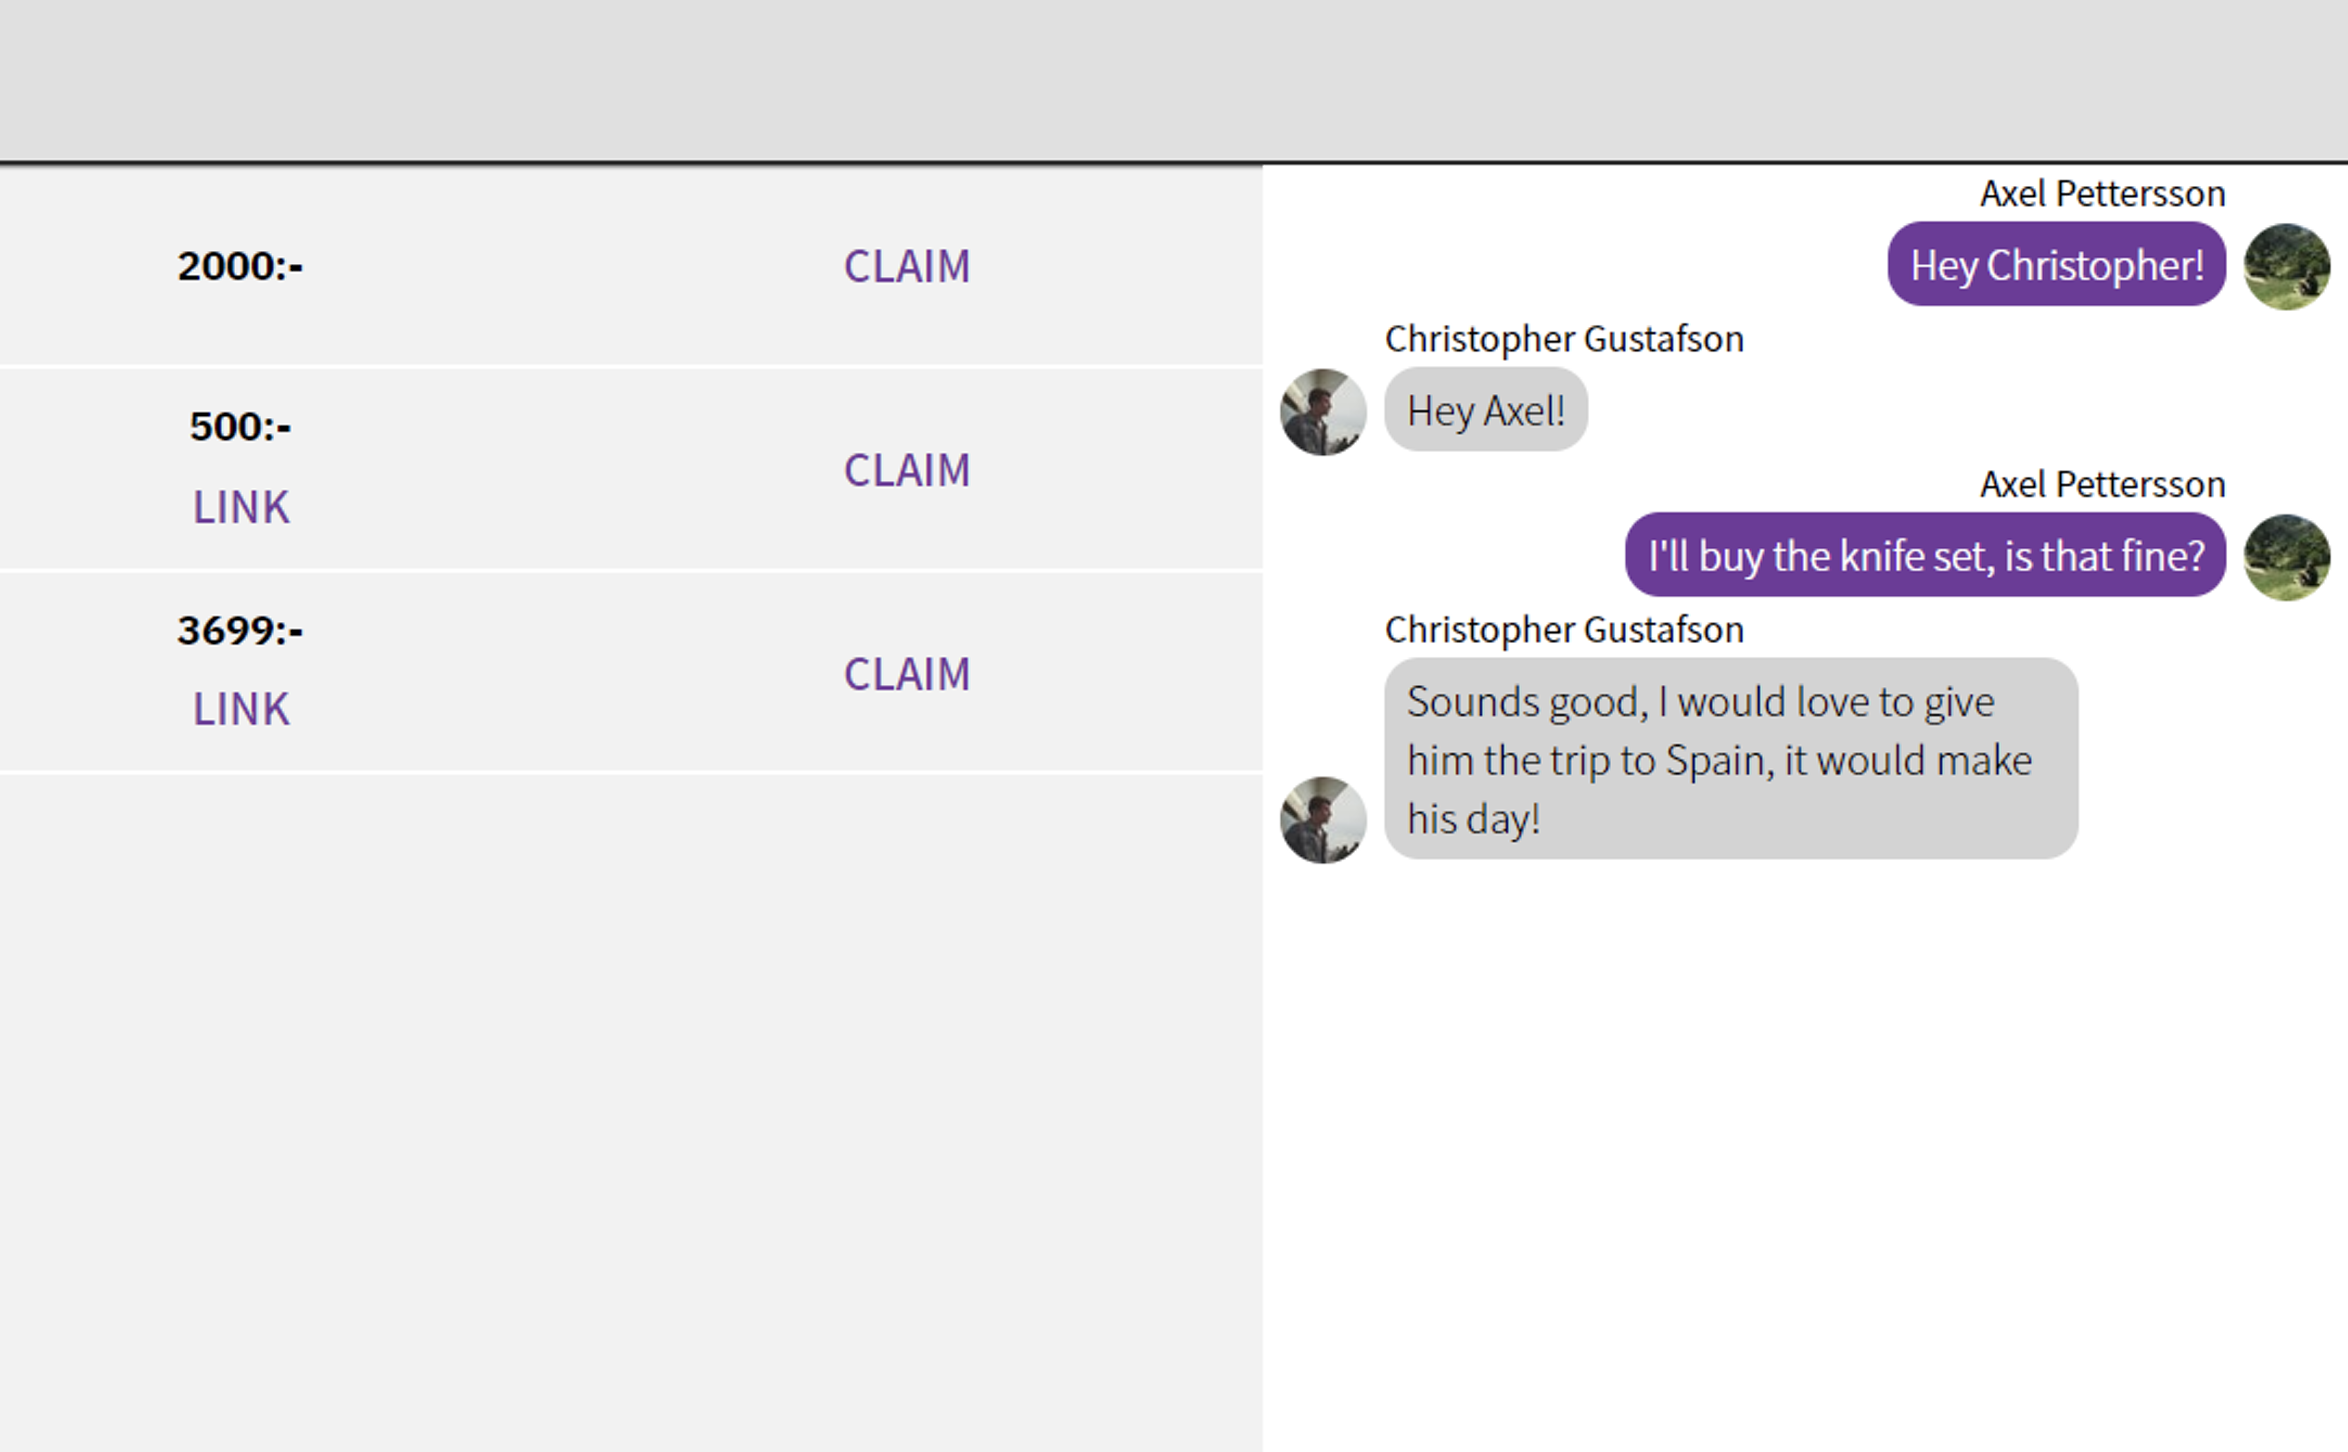 2000:-
CLAIM
500:-
LINK
CLAIM
3699:-
LINK
CLAIM
Axel Pettersson
Hey Christopher!
Christopher Gustafson
Hey Axel!
Axel Pettersson
I'll buy the knife set, is that fine?
Christopher Gustafson
Sounds good, I would love to give
him the trip to Spain, it would make
his day!